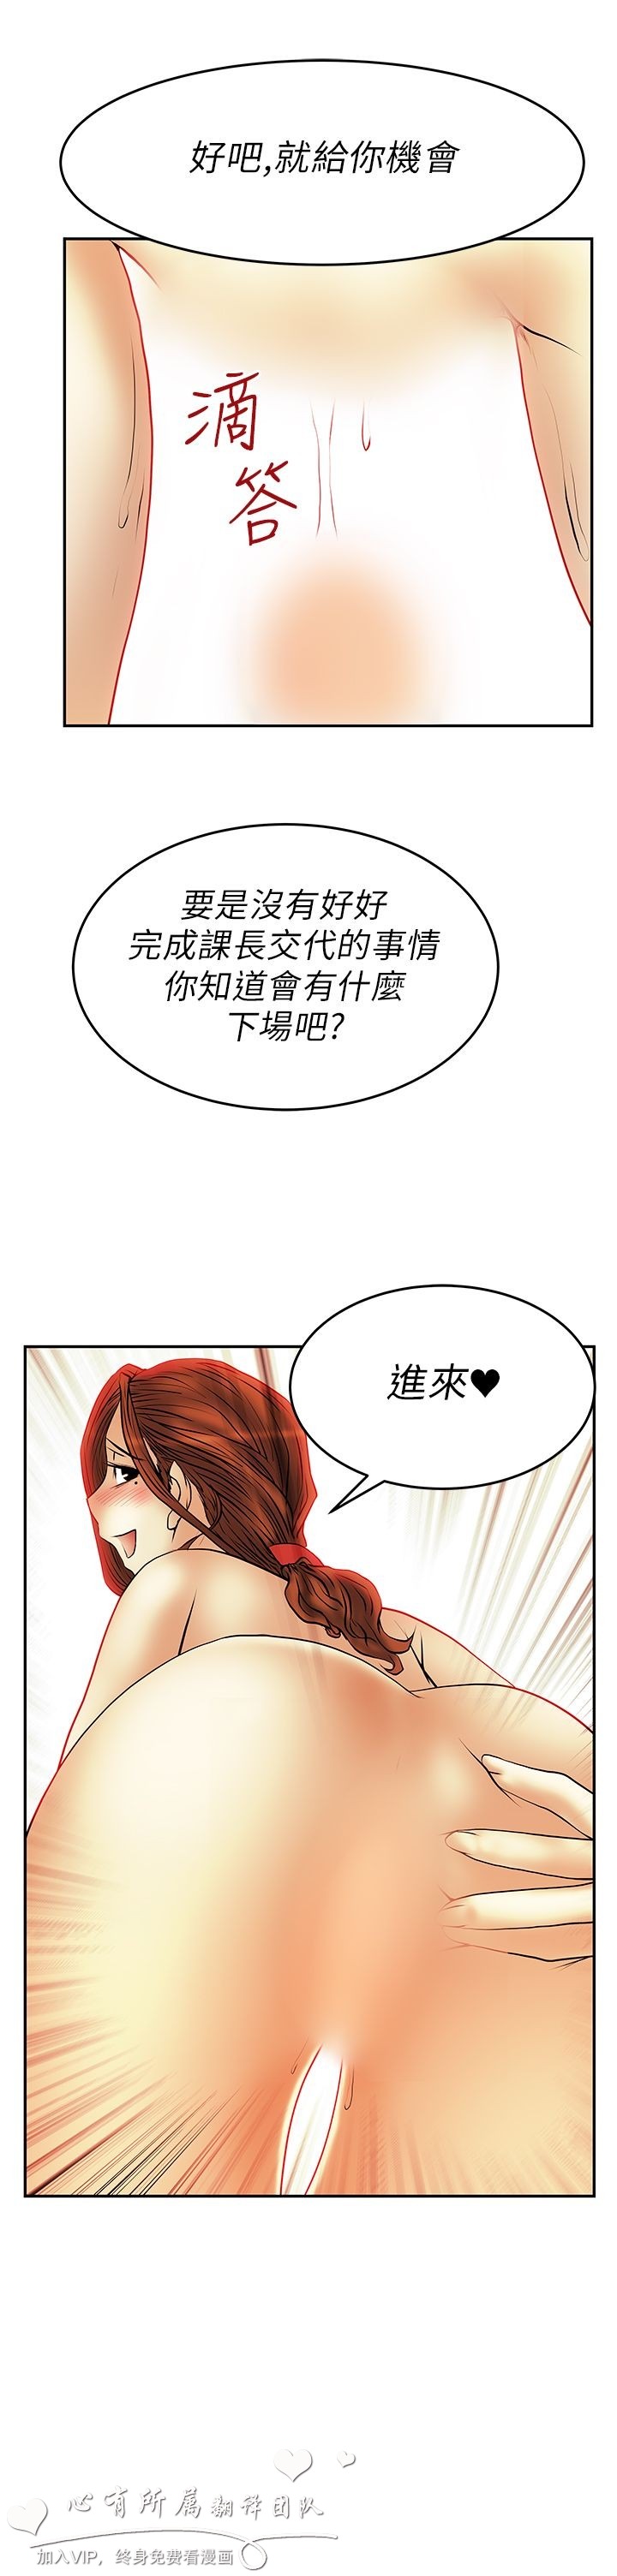 好吧,就給你機會
滴
答
要是沒有好好
完成課長交代的事情
你知道會有什麼
下場吧?
進來♥
心有所属翻译团队
加入VIP，终身免费看漫画